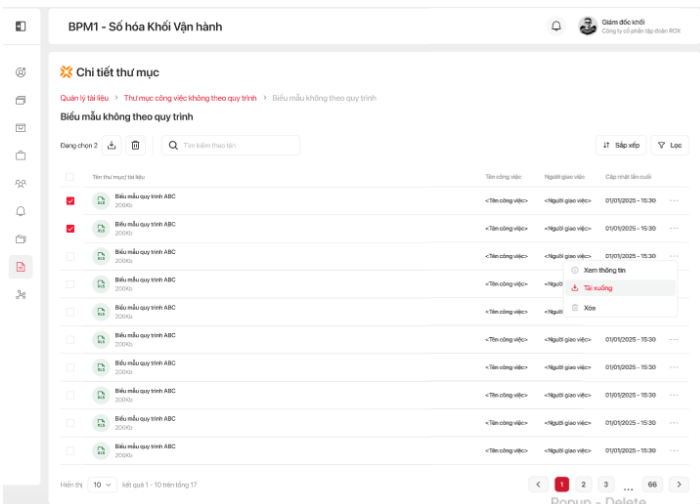 BPM1 - Số hóa Khối Vận hành
Giám đốc khối
Công ty cổ phần tập đoàn ROX
Chi tiết thư mục
Quản lý tài liệu > Thư mục công việc không theo quy trình > Biểu mẫu không theo quy trình
Biểu mẫu không theo quy trình
Đang chọn 2
Tìm kiếm theo tên
Sắp xếp
Lọc
Tên thư mục/ tài liệu Tên công việc Người giao việc Cập nhật lần cuối
Biểu mẫu quy trình ABC <Tên công việc> <Người giao việc> 01/01/2025 - 15:30
200Kb
Biểu mẫu quy trình ABC <Tên công việc> <Người giao việc> 01/01/2025 - 15:30
200Kb
Biểu mẫu quy trình ABC <Tên công việc> <Người giao việc> 01/01/2025 - 15:30
200Kb
Xem thông tin
Biểu mẫu quy trình ABC <Tên công việc> <Người
200Kb
Tải xuống
Biểu mẫu quy trình ABC <Tên công việc> <Người
200Kb
Xóa
Biểu mẫu quy trình ABC <Tên công việc> <Người giao việc> 01/01/2025 - 15:30
200Kb
Biểu mẫu quy trình ABC <Tên công việc> <Người giao việc> 01/01/2025 - 15:30
200Kb
Biểu mẫu quy trình ABC <Tên công việc> <Người giao việc> 01/01/2025 - 15:30
200Kb
Biểu mẫu quy trình ABC <Tên công việc> <Người giao việc> 01/01/2025 - 15:30
200Kb
Biểu mẫu quy trình ABC <Tên công việc> <Người giao việc> 01/01/2025 - 15:30
200Kb
Hiển thị 10 kết quả 1 - 10 trên tổng 17
< 1 2 3 ... 66 >
Popup - Delete